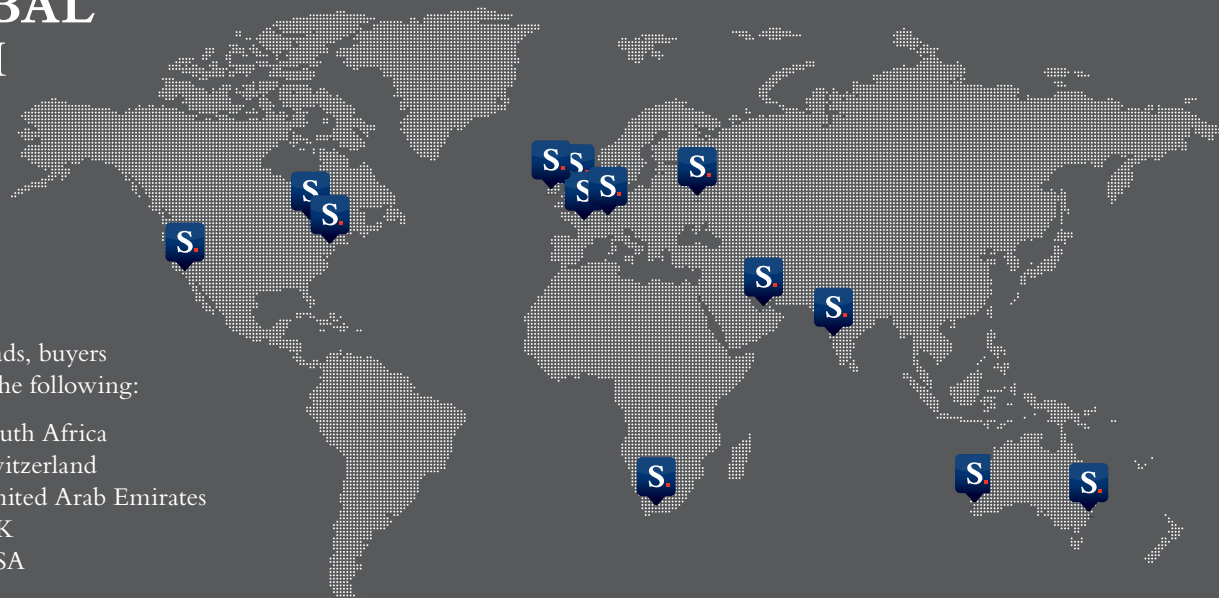 BAL
ds, buyers
he following:
uth Africa
vitzerland
nited Arab Emirates
K
SA
S.
S.
S
S.
S.
S
S.
S.
S.
S.
S.
S.
S.